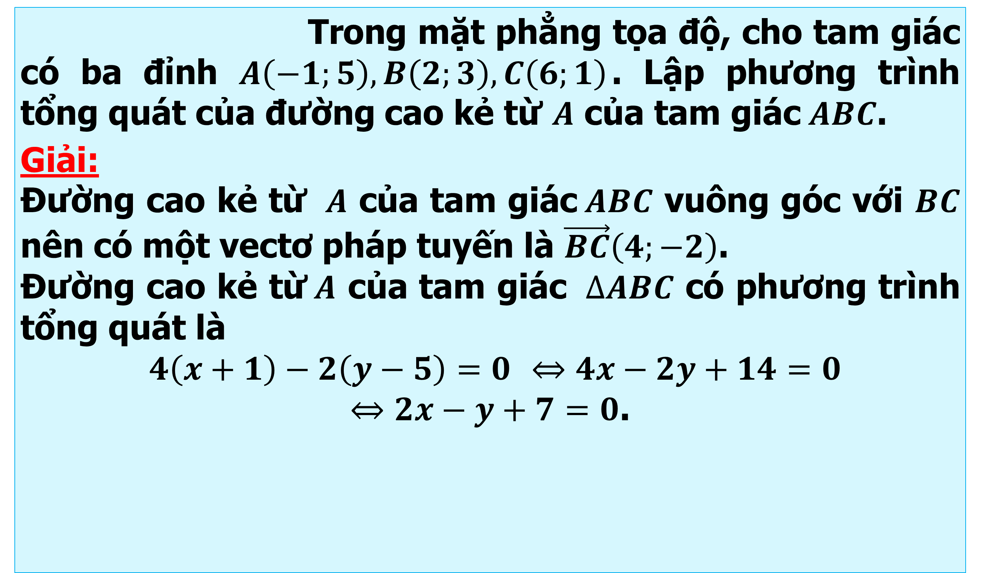 Trong mặt phẳng tọa độ, cho tam giác
có ba đỉnh A(−1; 5), B(2; 3), C(6; 1). Lập phương trình
tổng quát của đường cao kẻ từ A của tam giác ABC.
Giải:
Đường cao kẻ từ A của tam giác ABC vuông góc với BC
nên có một vectơ pháp tuyến là \overrightarrow{BC}(4; −2).
Đường cao kẻ từ A của tam giác ΔABC có phương trình
tổng quát là
4(x + 1) − 2(y − 5) = 0 ⇔ 4x − 2y + 14 = 0
⇔ 2x − y + 7 = 0.